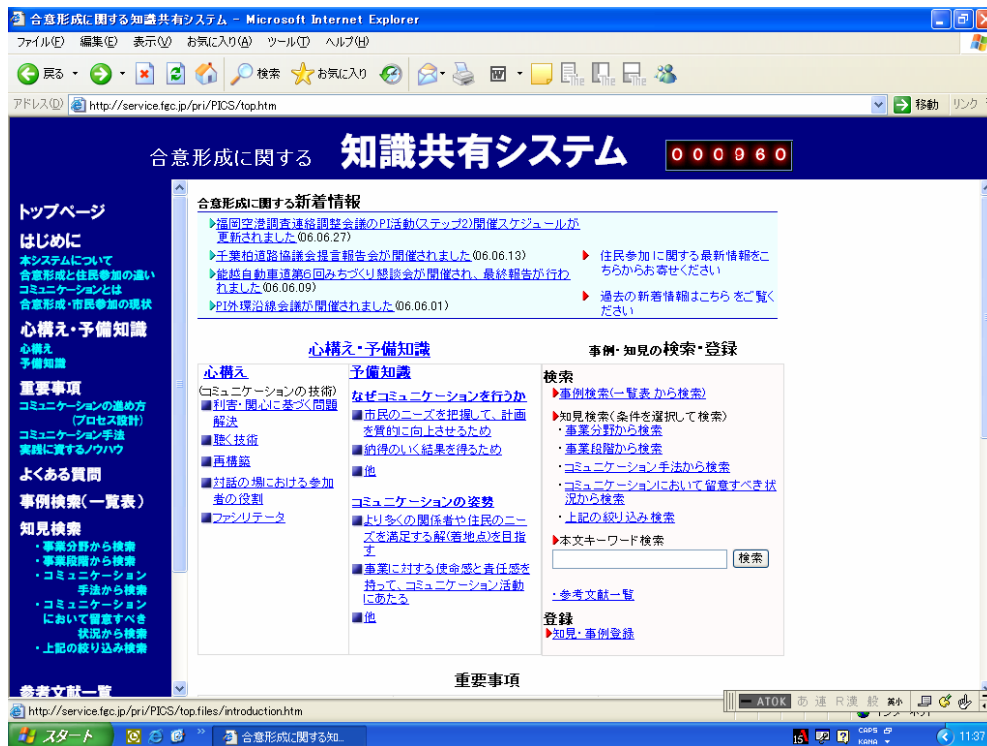 合意形成に関する知識共有システム - Microsoft Internet Explorer
ファイル(F) 編集(E) 表示(V) お気に入り(A) ツール(T) ヘルプ(H)
戻る 検索 お気に入り
アドレス(D) http://service.fgc.jp/pri/PICS/top.htm 移動 リンク
合意形成に関する 知識共有システム 000960
トップページ
はじめに
本システムについて
合意形成と住民参加の違い
コミュニケーションとは
合意形成・市民参加の現状
心構え・予備知識
心構え
予備知識
重要事項
コミュニケーションの進め方
(プロセス設計)
コミュニケーション手法
実践に資するノウハウ
よくある質問
事例検索(一覧表)
知見検索
・事業分野から検索
・事業段階から検索
・コミュニケーション
手法から検索
・コミュニケーション
において留意すべき
状況から検索
・上記の絞り込み検索
参考文献一覧
合意形成に関する新着情報
福岡空港調査連絡調整会議のPI活動(ステップ2)開催スケジュールが
更新されました(06.06.27)
千葉柏道路協議会提言報告会が開催されました(06.06.13)
能越自動車道第6回みちづくり懇談会が開催され、最終報告が行わ
れました(06.06.09)
PI外環沿線会議が開催されました(06.06.01)
住民参加に関する最新情報をこ
ちらからお寄せください
過去の新着情報はこちらをご覧く
ださい
心構え・予備知識
心構え
(コミュニケーションの技術)
■利害・関心に基づく問題
解決
■聴く技術
■再構築
■対話の場における参加
者の役割
■ファシリテータ
予備知識
なぜコミュニケーションを行うか
■市民のニーズを把握して、計画
を質的に向上させるため
■納得のいく結果を得るため
■他
コミュニケーションの姿勢
■より多くの関係者や住民のニー
ズを満足する解(着地点)を目指
す
■事業に対する使命感と責任感を
持って、コミュニケーション活動
にあたる
■他
事例・知見の検索・登録
検索
事例検索(一覧表から検索)
知見検索(条件を選択して検索)
・事業分野から検索
・事業段階から検索
・コミュニケーション手法から検索
・コミュニケーションにおいて留意すべき状
況から検索
・上記の絞り込み検索
本文キーワード検索
検索
・参考文献一覧
登録
知見・事例登録
重要事項
http://service.fgc.jp/pri/PICS/top.files/introduction.htm
ATOK あ 連 R漢 般
スタート 合意形成に関する知... CAPS KANA 11:37